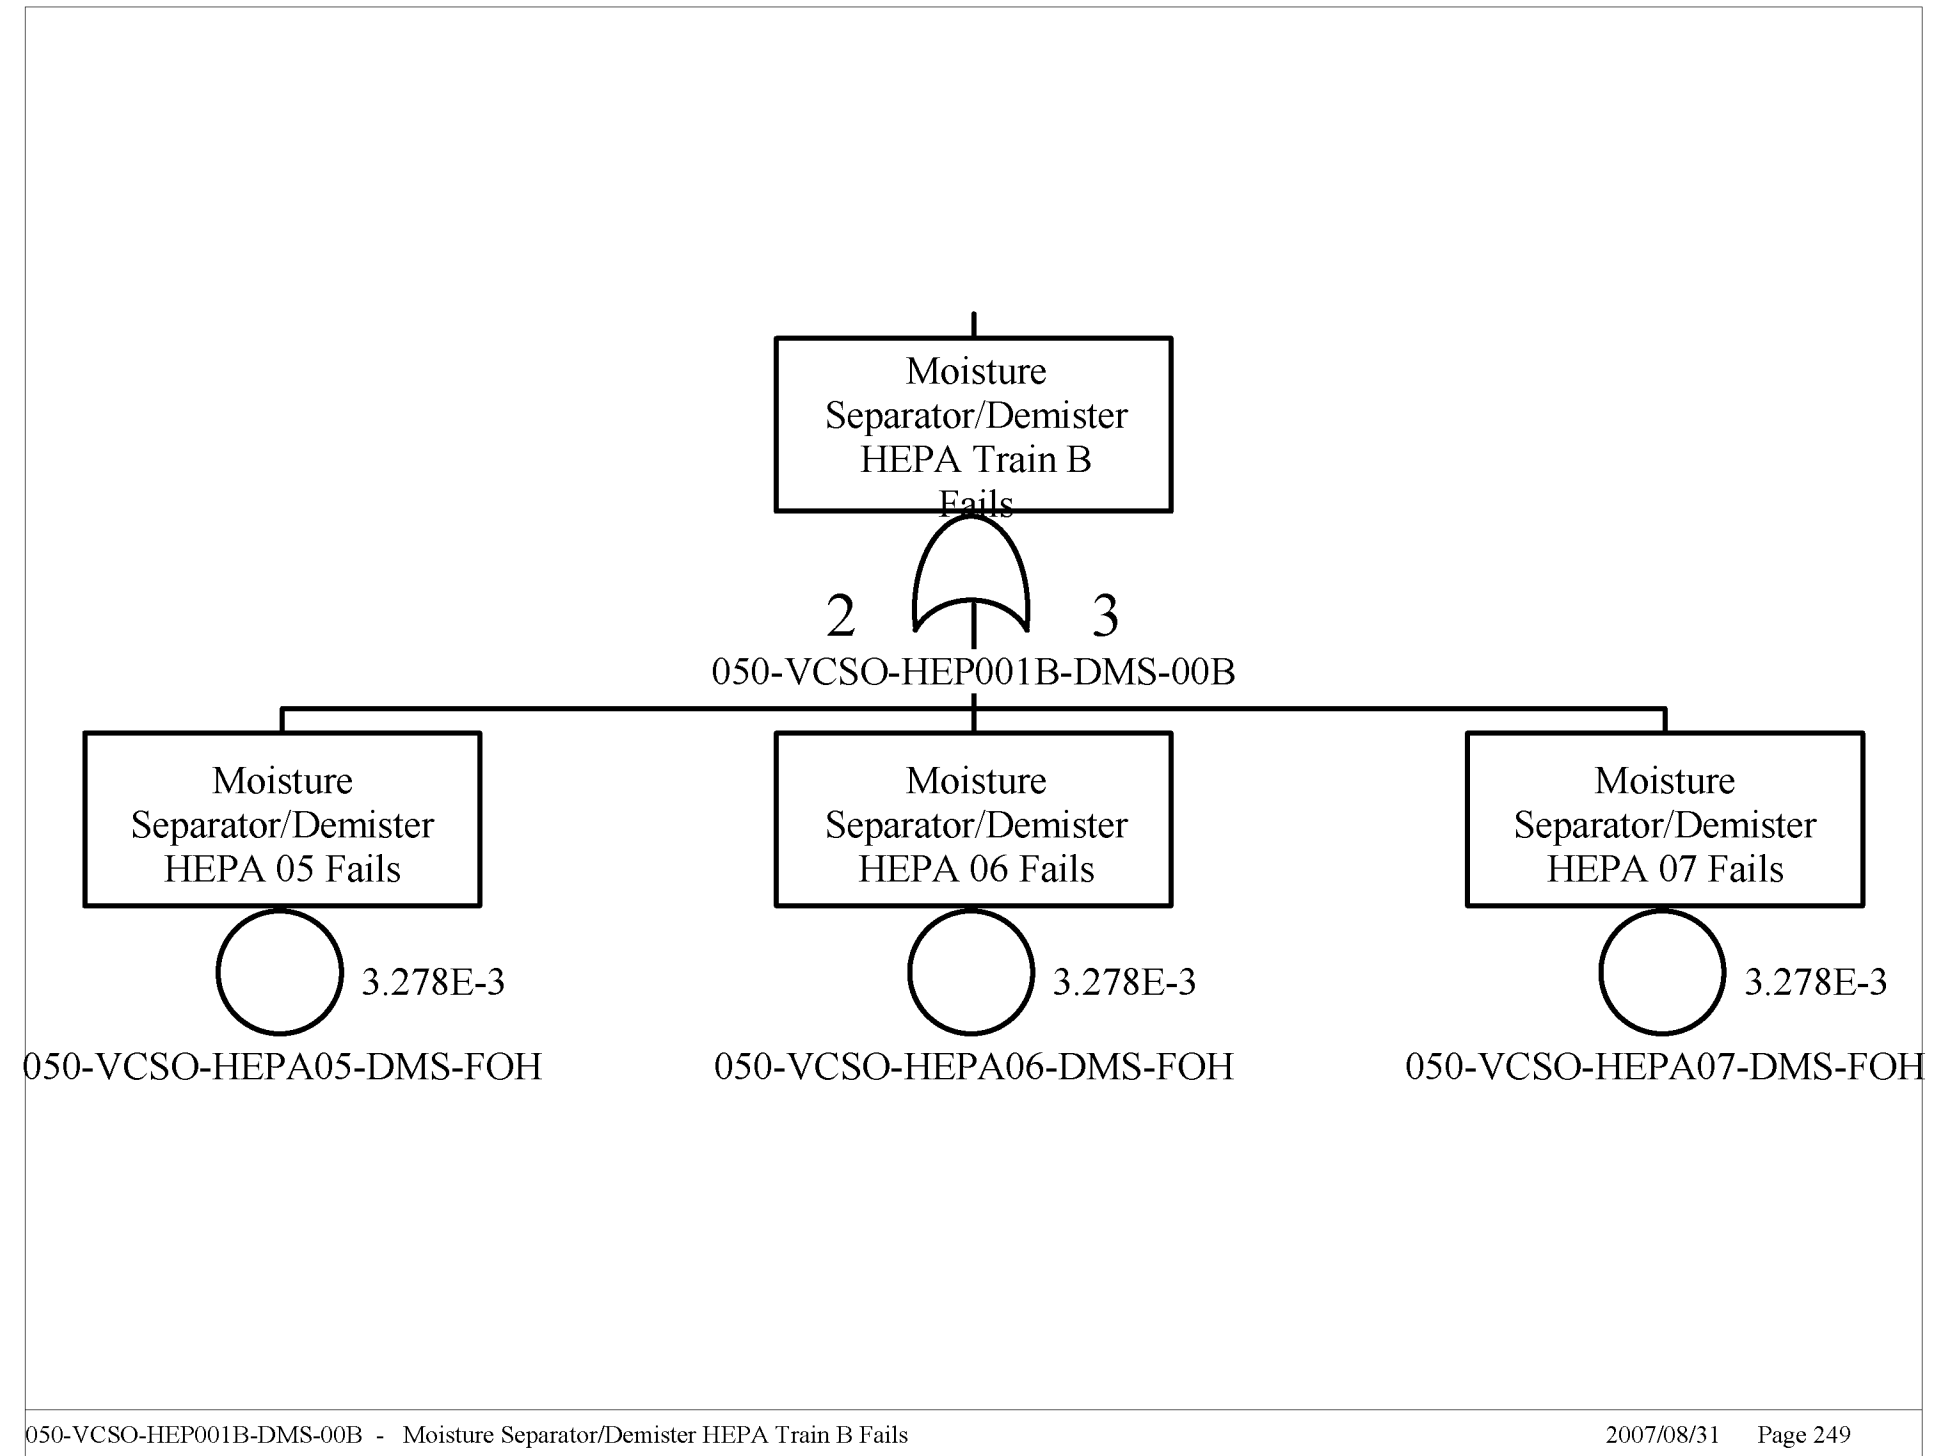 Moisture
Separator/Demister
HEPA Train B
Fails
2 3
050-VCSO-HEP001B-DMS-00B
Moisture
Separator/Demister
HEPA 05 Fails
3.278E-3
050-VCSO-HEPA05-DMS-FOH
Moisture
Separator/Demister
HEPA 06 Fails
3.278E-3
050-VCSO-HEPA06-DMS-FOH
Moisture
Separator/Demister
HEPA 07 Fails
3.278E-3
050-VCSO-HEPA07-DMS-FOH
050-VCSO-HEP001B-DMS-00B - Moisture Separator/Demister HEPA Train B Fails 2007/08/31 Page 249